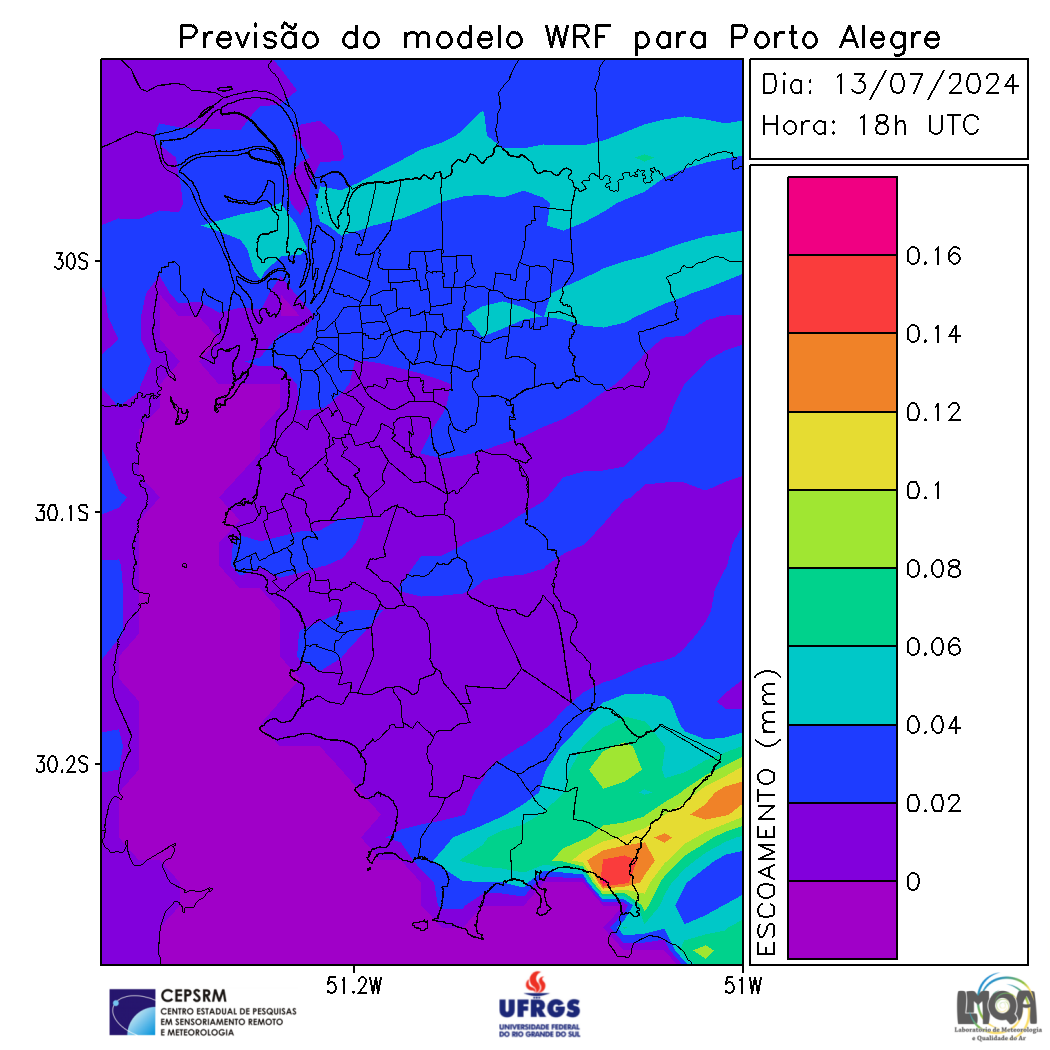 Previsão do modelo WRF para Porto Alegre
Dia: 13/07/2024
Hora: 18h UTC
30S
30.1S
30.2S
51.2W
51W
ESCOAMENTO (mm)
0.16
0.14
0.12
0.1
0.08
0.06
0.04
0.02
0
CEPSRM
CENTRO ESTADUAL DE PESQUISAS
EM SENSORIAMENTO REMOTO
E METEOROLOGIA
UFRGS
UNIVERSIDADE FEDERAL
DO RIO GRANDE DO SUL
LMQA
Laboratório de Meteorologia
e Qualidade do Ar